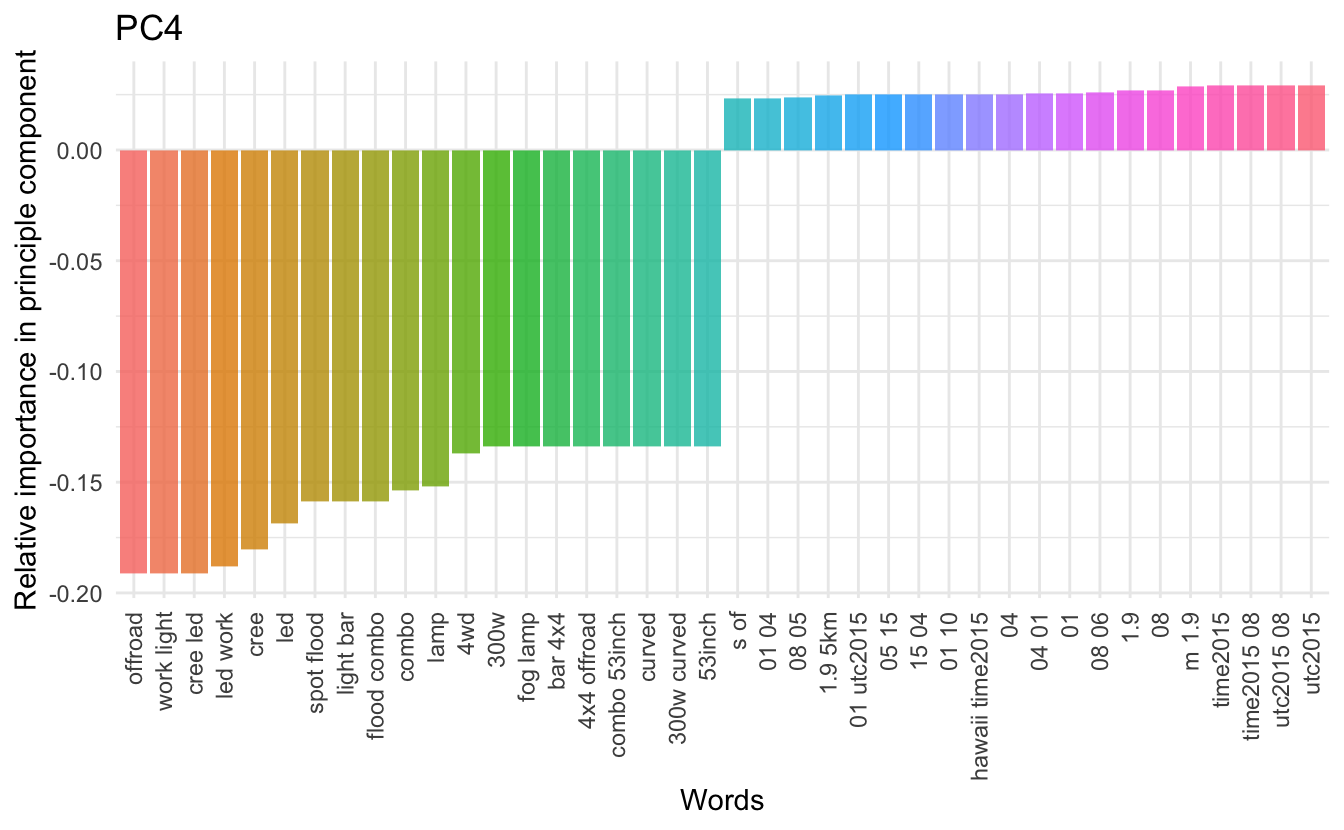 PC4
Relative importance in principle component
0.00
-0.05
-0.10
-0.15
-0.20
offroad
work light
cree led
led work
cree
led
spot flood
light bar
flood combo
combo
lamp
4wd
300w
fog lamp
bar 4x4
4x4 offroad
combo 53inch
curved
300w curved
53inch
s of
01 04
08 05
1.9 5km
01 utc2015
05 15
15 04
01 10
hawaii time2015
04
04 01
01
08 06
1.9
08
m 1.9
time2015
time2015 08
utc2015 08
utc2015
Words